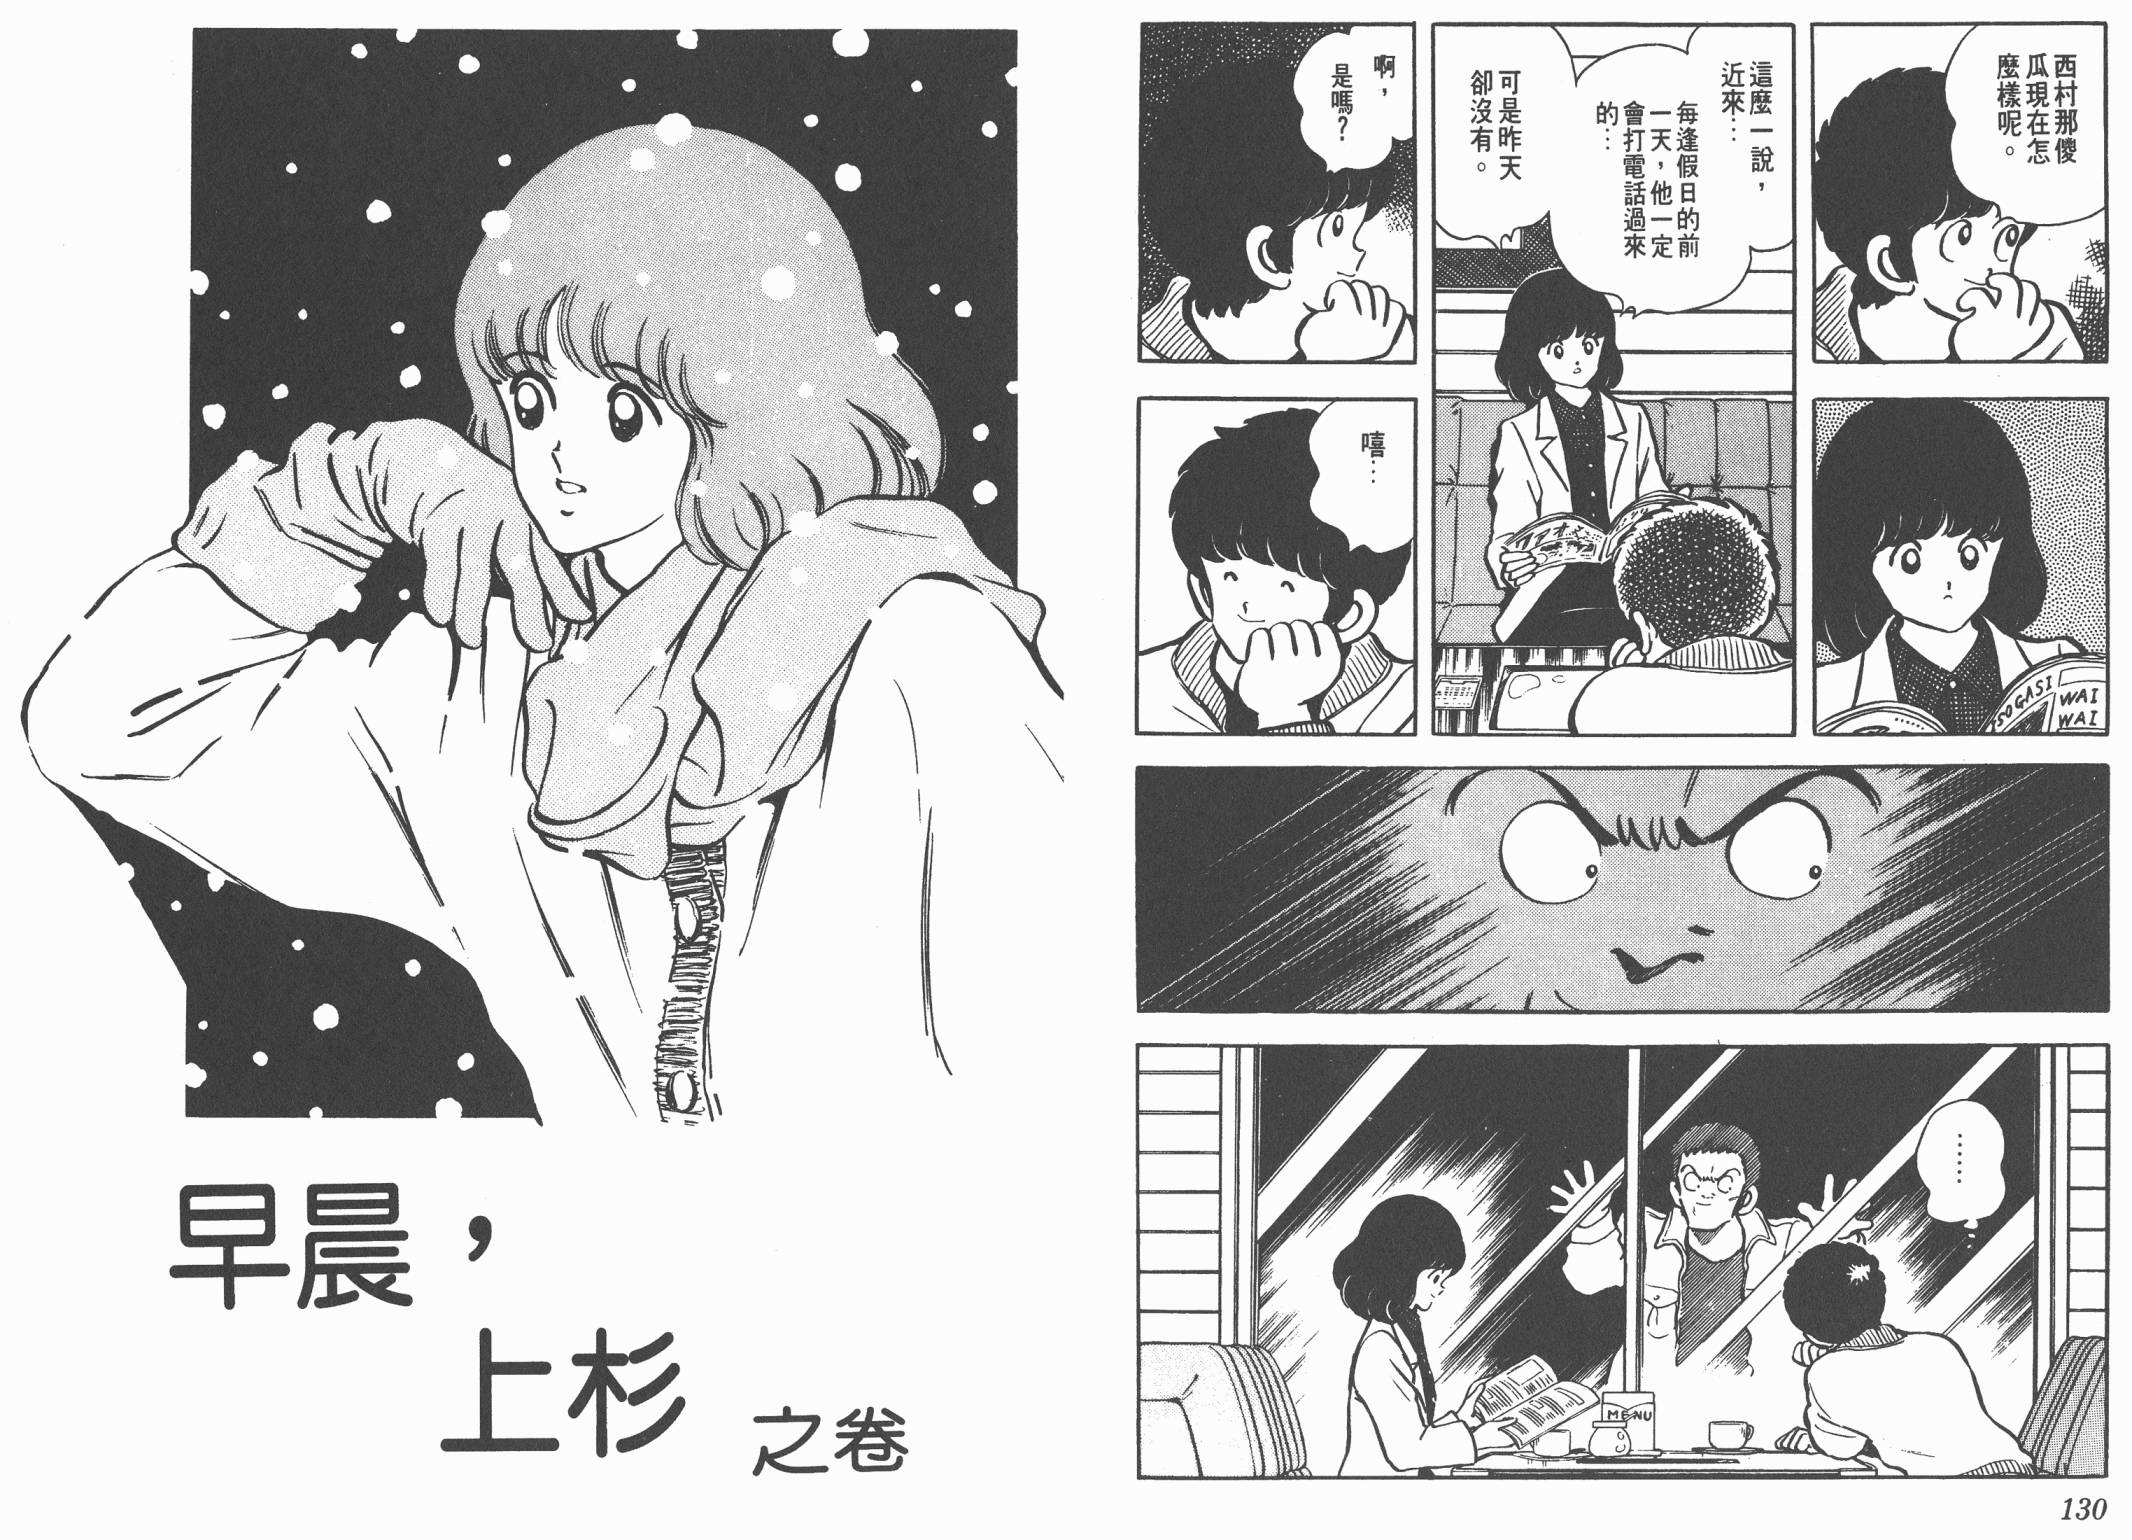 西村那傻
瓜現在怎
麼樣呢。
這麼一說，
近來⋯
每逢假日的前
一天，他一定
會打電話過來
的⋯
可是昨天
卻沒有。
啊，
是嗎？
SOGASI
WAI
WAI
嘻⋯
⋯⋯
MENU
130
早晨，
上杉
之卷